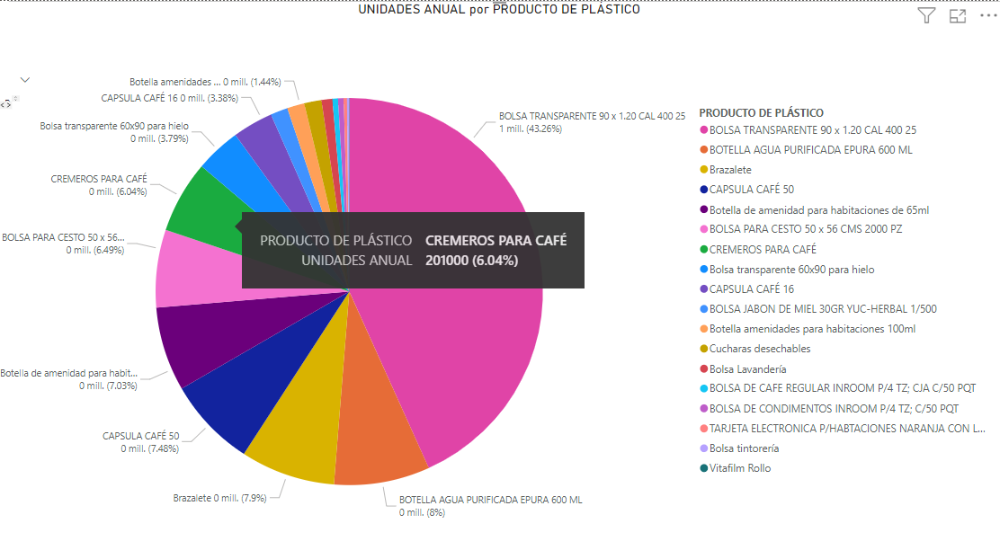 UNIDADES ANUAL por PRODUCTO DE PLÁSTICO
Botella amenidades ... 0 mill. (1.44%)
CAPSULA CAFÉ 16 0 mill. (3.38%)
Bolsa transparente 60x90 para hielo
0 mill. (3.79%)
CREMEROS PARA CAFÉ
0 mill. (6.04%)
BOLSA PARA CESTO 50 x 56...
0 mill. (6.49%)
Botella de amenidad para habit...
0 mill. (7.03%)
CAPSULA CAFÉ 50
0 mill. (7.48%)
Brazalete 0 mill. (7.9%)
BOTELLA AGUA PURIFICADA EPURA 600 ML
0 mill. (8%)
BOLSA TRANSPARENTE 90 x 1.20 CAL 400 25
1 mill. (43.26%)
PRODUCTO DE PLÁSTICO CREMEROS PARA CAFÉ
UNIDADES ANUAL 201000 (6.04%)
PRODUCTO DE PLÁSTICO
BOLSA TRANSPARENTE 90 x 1.20 CAL 400 25
BOTELLA AGUA PURIFICADA EPURA 600 ML
Brazalete
CAPSULA CAFÉ 50
Botella de amenidad para habitaciones de 65ml
BOLSA PARA CESTO 50 x 56 CMS 2000 PZ
CREMEROS PARA CAFÉ
Bolsa transparente 60x90 para hielo
CAPSULA CAFÉ 16
BOLSA JABON DE MIEL 30GR YUC-HERBAL 1/500
Botella amenidades para habitaciones 100ml
Cucharas desechables
Bolsa Lavandería
BOLSA DE CAFE REGULAR INROOM P/4 TZ; CJA C/50 PQT
BOLSA DE CONDIMENTOS INROOM P/4 TZ; C/50 PQT
TARJETA ELECTRONICA P/HABTACIONES NARANJA CON L...
Bolsa tintorería
Vitafilm Rollo